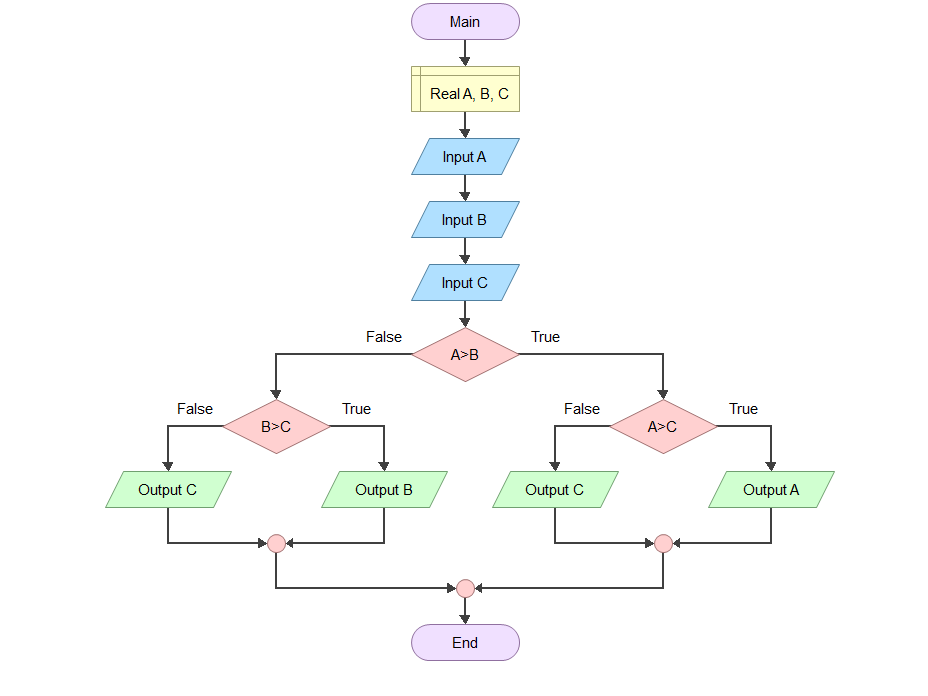 Main
Real A, B, C
Input A
Input B
Input C
False
True
A>B
False
True
False
True
B>C
A>C
Output C
Output B
Output C
Output A
End